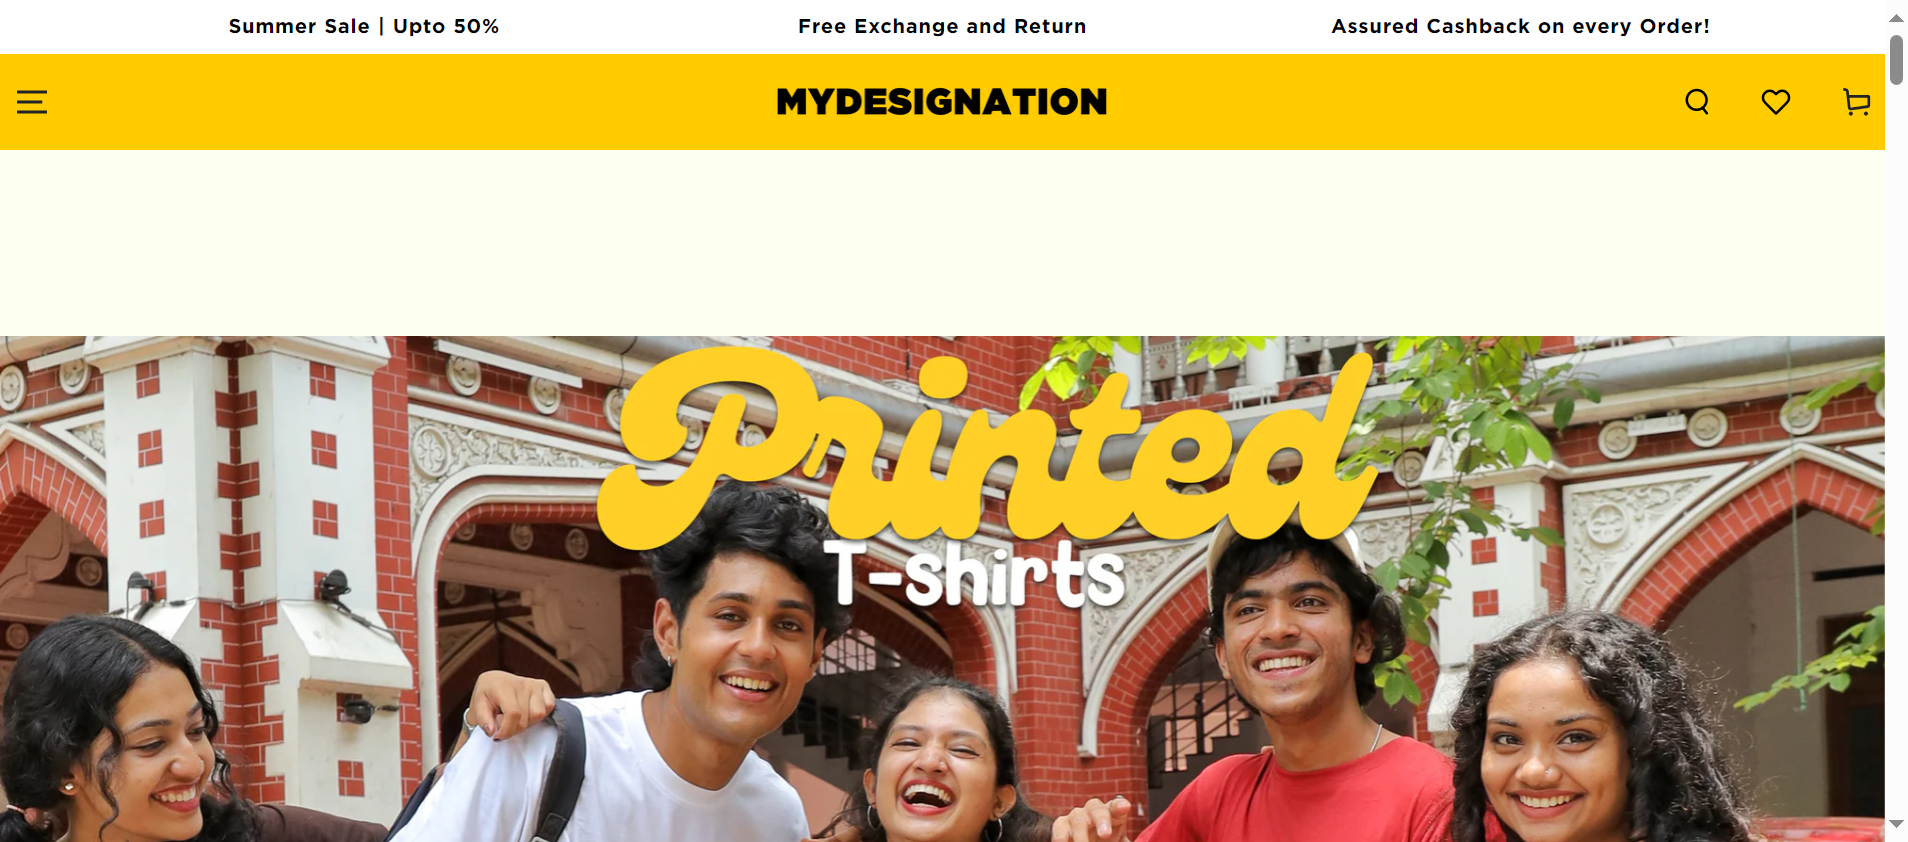 Summer Sale | Upto 50%
Free Exchange and Return
Assured Cashback on every Order!
MYDESIGNATION
Printed
T-shirts